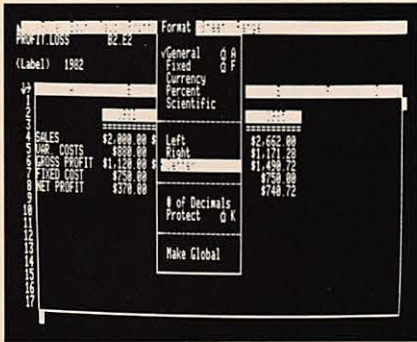 Format
PROFIT.LOSS B2.E2
(Label) 1982
√General A
Fixed F
Currency
Percent
Scientific
Left
Right
# of Decimals
Protect K
Make Global
1
2
3 ======== ========
4 SALES $2,000.00 $ $2,662.00
5 VAR. COSTS $880.00 $ $1,171.28
6 GROSS PROFIT $1,120.00 $ $1,490.72
7 FIXED COST $750.00 $750.00
8 NET PROFIT $370.00 $740.72
9
10
11
12
13
14
15
16
17